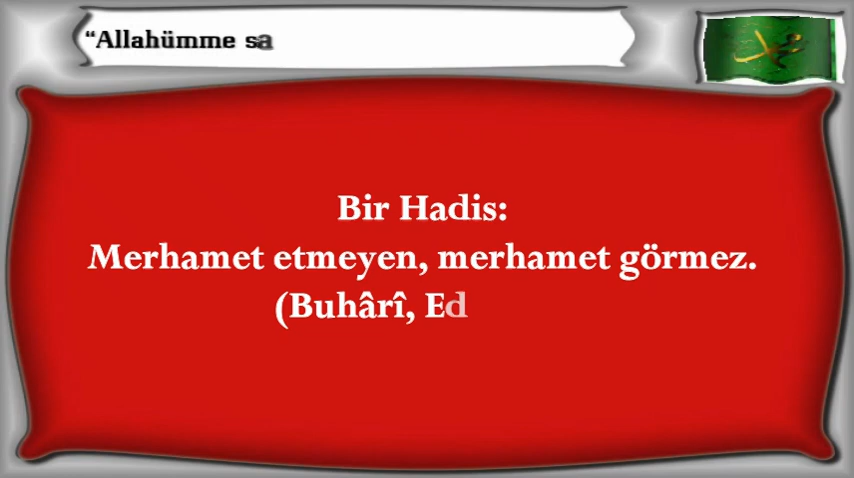 “Allahümme sa
Bir Hadis:
Merhamet etmeyen, merhamet görmez.
(Buhârî, Ed